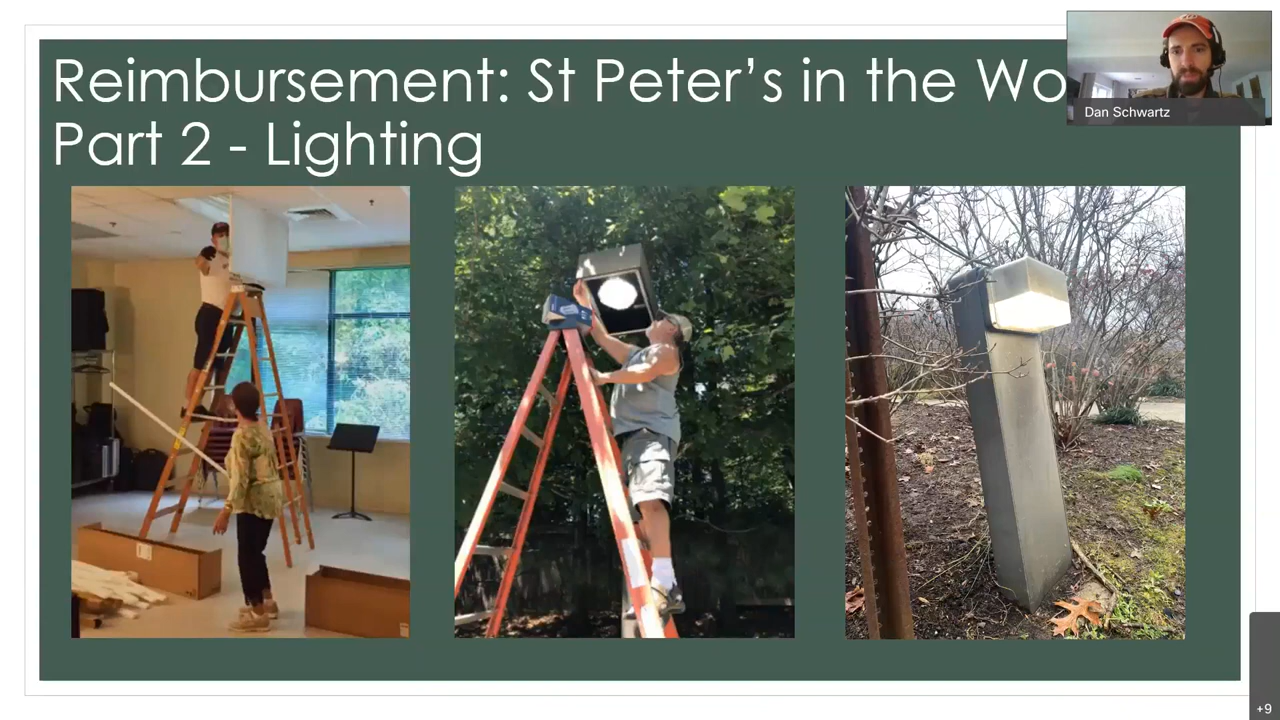 Reimbursement: St Peter's in the Wo
Part 2 - Lighting
Dan Schwartz
+9